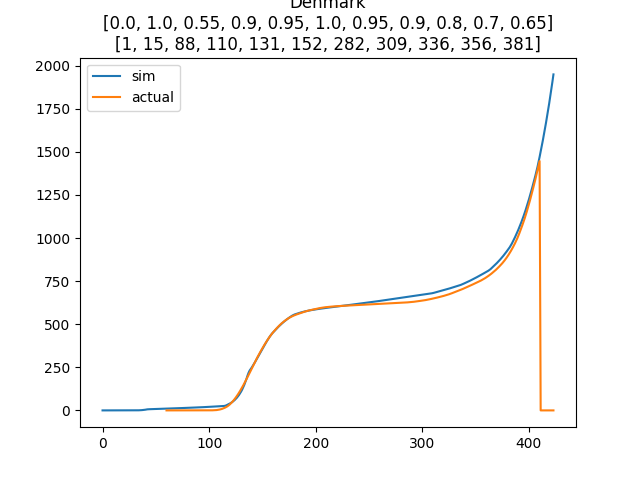 Denmark
[0.0, 1.0, 0.55, 0.9, 0.95, 1.0, 0.95, 0.9, 0.8, 0.7, 0.65]
[1, 15, 88, 110, 131, 152, 282, 309, 336, 356, 381]
sim
actual
2000
1750
1500
1250
1000
750
500
250
0
0 100 200 300 400